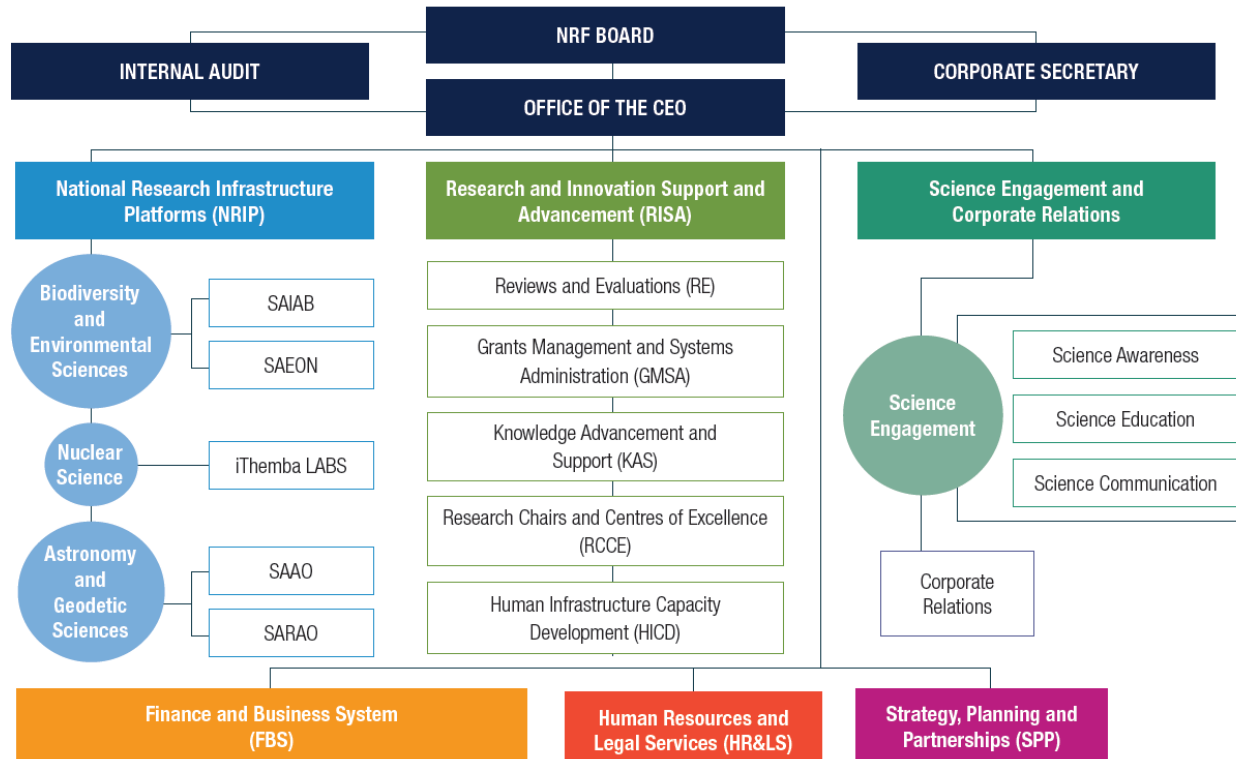 NRF BOARD
INTERNAL AUDIT
CORPORATE SECRETARY
OFFICE OF THE CEO
National Research Infrastructure
Platforms (NRIP)
Research and Innovation Support and
Advancement (RISA)
Science Engagement and
Corporate Relations
Biodiversity
and
Environmental
Sciences
SAIAB
SAEON
Nuclear
Science
iThemba LABS
Astronomy
and
Geodetic
Sciences
SAAO
SARAO
Reviews and Evaluations (RE)
Grants Management and Systems
Administration (GMSA)
Knowledge Advancement and
Support (KAS)
Research Chairs and Centres of Excellence
(RCCE)
Human Infrastructure Capacity
Development (HICD)
Science
Engagement
Science Awareness
Science Education
Science Communication
Corporate
Relations
Finance and Business System
(FBS)
Human Resources and
Legal Services (HR&LS)
Strategy, Planning and
Partnerships (SPP)